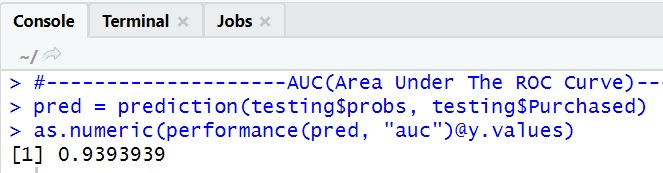 Console Terminal × Jobs ×
~/
> #--------------------AUC(Area Under The ROC Curve)---
> pred = prediction(testing$probs, testing$Purchased)
> as.numeric(performance(pred, "auc")@y.values)
[1] 0.9393939